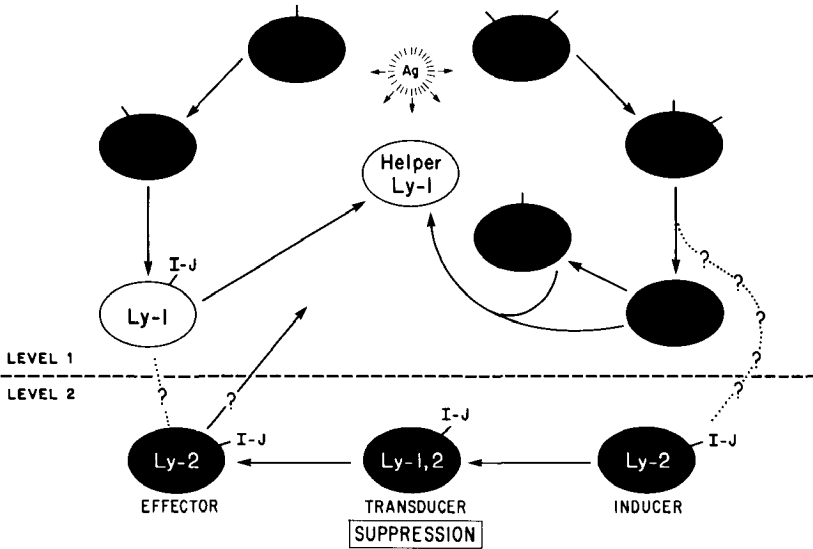 Ag
Helper
Ly-1
I-J
Ly-1
?
?
?
?
LEVEL 1
?
LEVEL 2
?
?
I-J
I-J
I-J
Ly-2
Ly-1,2
Ly-2
EFFECTOR
TRANSDUCER
INDUCER
SUPPRESSION